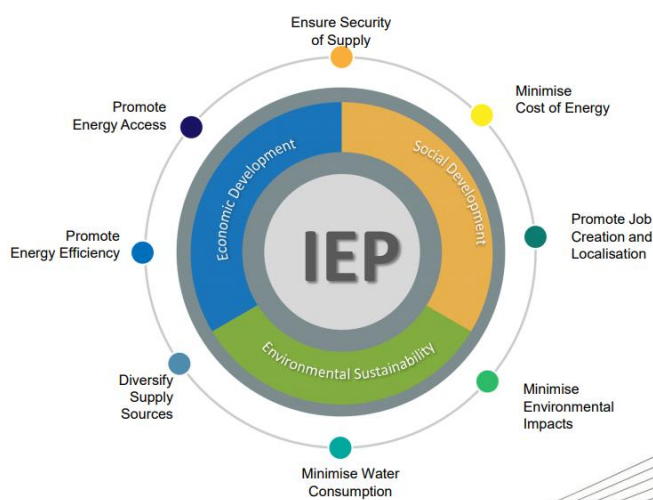 Ensure Security
of Supply
Minimise
Cost of Energy
Promote Job
Creation and
Localisation
Minimise
Environmental
Impacts
Minimise Water
Consumption
Diversify
Supply
Sources
Promote
Energy Efficiency
Promote
Energy Access
Economic Development
Social Development
Environmental Sustainability
IEP